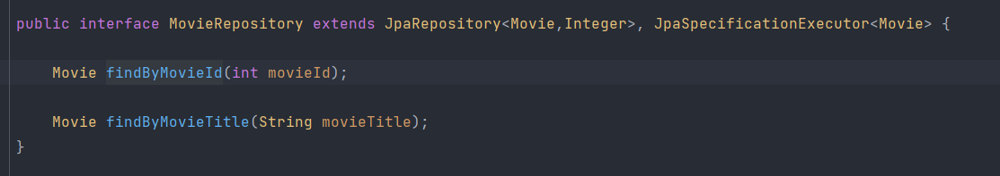 public interface MovieRepository extends JpaRepository<Movie,Integer>, JpaSpecificationExecutor<Movie> {
Movie findByMovieId(int movieId);
Movie findByMovieTitle(String movieTitle);
}